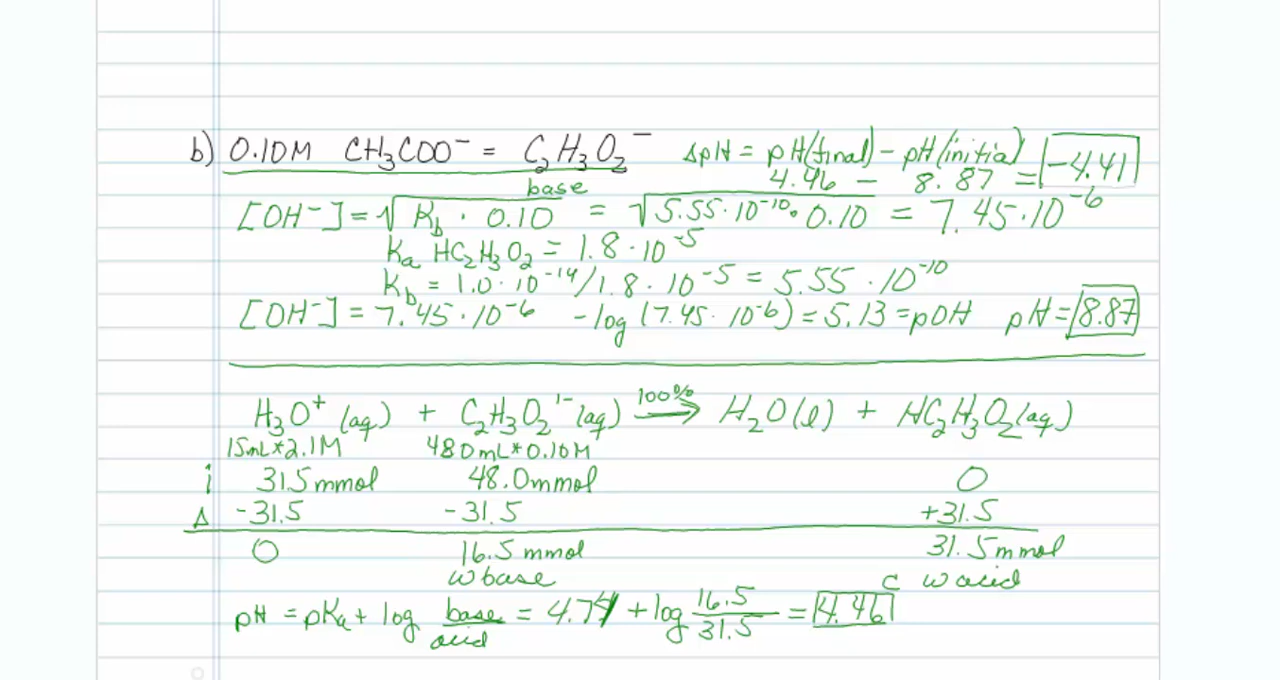 b) 0.10M CH₃COO⁻ = C₂H₃O₂⁻ ΔpH = pH(final) - pH(initial)
base 4.46 - 8.87 = -4.41
[OH⁻] = √K_b · 0.10 = √5.55·10⁻¹⁰·0.10 = 7.45·10⁻⁶
Ka HC₂H₃O₂ = 1.8·10⁻⁵
K_b = 1.0·10⁻¹⁴/1.8·10⁻⁵ = 5.55·10⁻¹⁰
[OH⁻] = 7.45·10⁻⁶ -log(7.45·10⁻⁶) = 5.13 = pOH pH = 8.87
H₃O⁺(aq) + C₂H₃O₂¹⁻(aq) 100% → H₂O(l) + HC₂H₃O₂(aq)
15mL*2.1M 480mL*0.10M
i 31.5mmol 48.0mmol 0
Δ -31.5 -31.5 +31.5
0 16.5mmol 31.5mmol
w base c w acid
pH = pKa + log base/acid = 4.74 + log 16.5/31.5 = 4.46